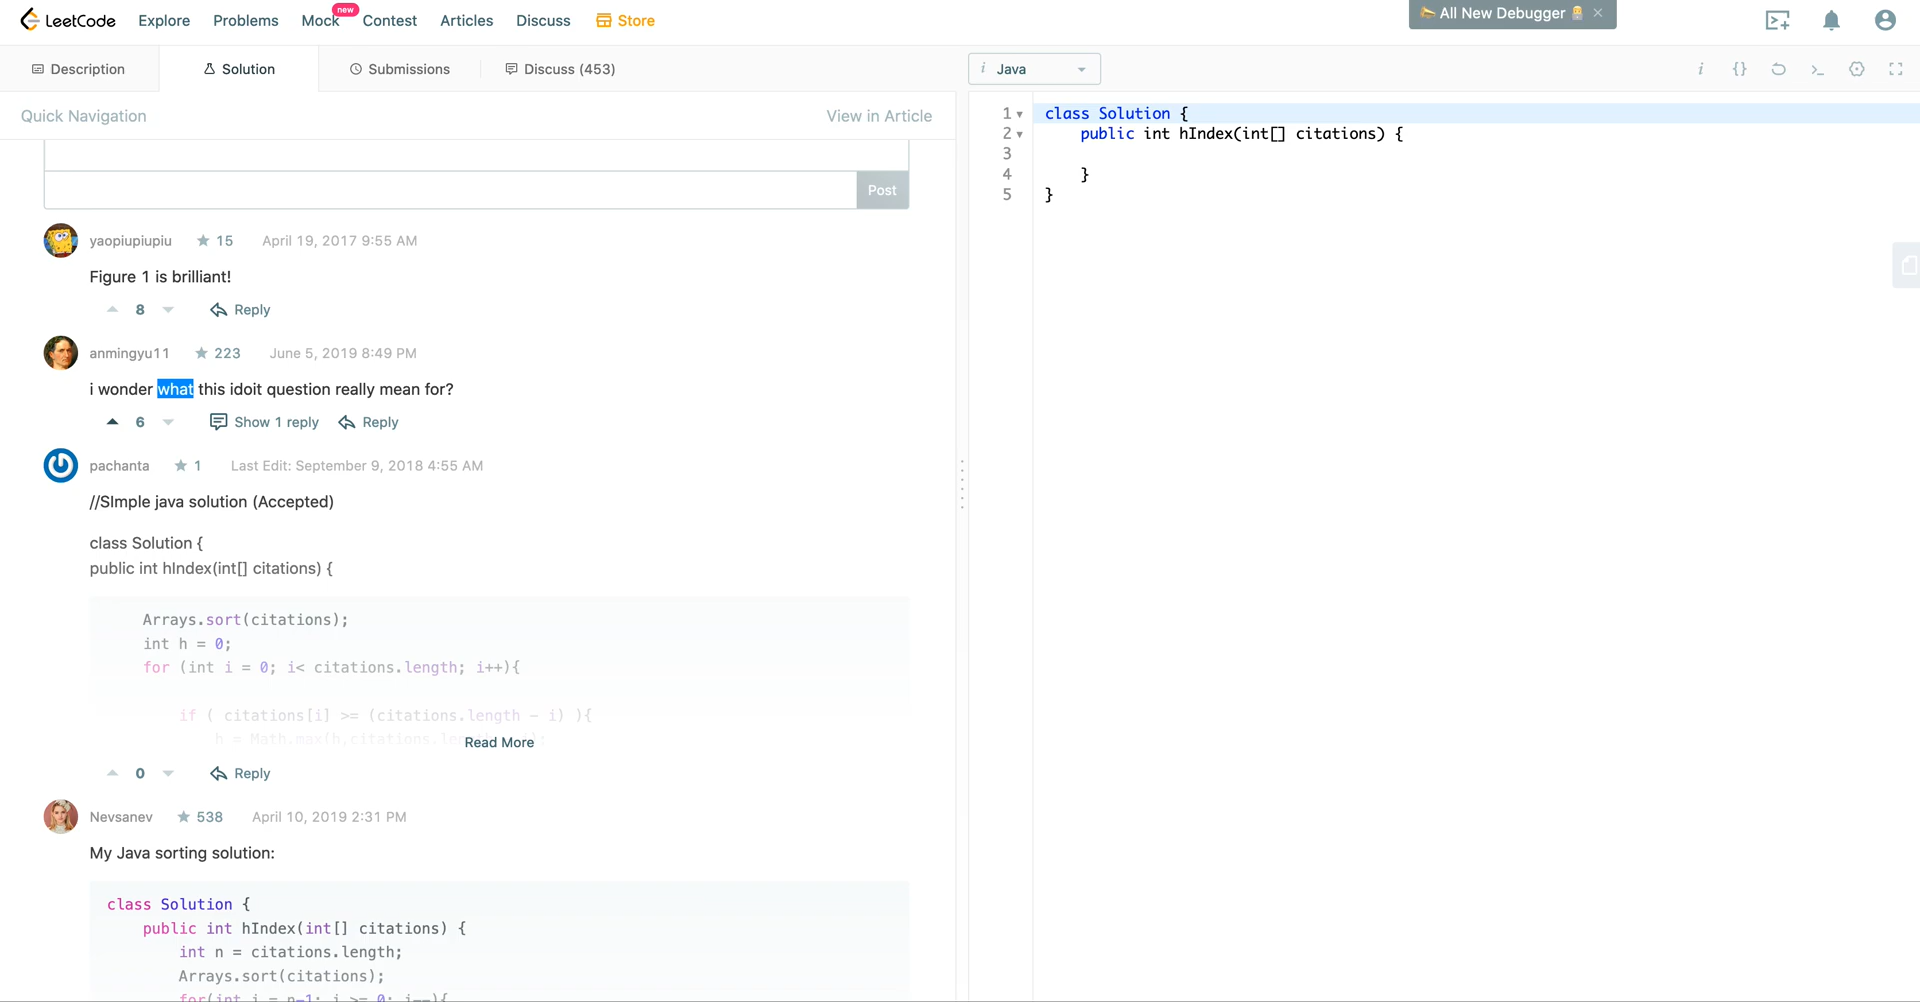 LeetCode Explore Problems Mock new Contest Articles Discuss Store All New Debugger
Description Solution Submissions Discuss (453)
Quick Navigation View in Article
Post
yaopiupiupiu 15 April 19, 2017 9:55 AM
Figure 1 is brilliant!
8 Reply
anmingyu11 223 June 5, 2019 8:49 PM
i wonder what this idoit question really mean for?
6 Show 1 reply Reply
pachanta 1 Last Edit: September 9, 2018 4:55 AM
//SImple java solution (Accepted)
class Solution {
public int hIndex(int[] citations) {
Arrays.sort(citations);
int h = 0;
for (int i = 0; i< citations.length; i++){
if ( citations[i] >= (citations.length - i) ){
h = Math.max(h,citations.
Read More
0 Reply
Nevsanev 538 April 10, 2019 2:31 PM
My Java sorting solution:
class Solution {
public int hIndex(int[] citations) {
int n = citations.length;
Arrays.sort(citations);
for(int i = n-1; i >= 0; i--){
i Java
i {} >_
1 class Solution {
2 public int hIndex(int[] citations) {
3
4 }
5 }